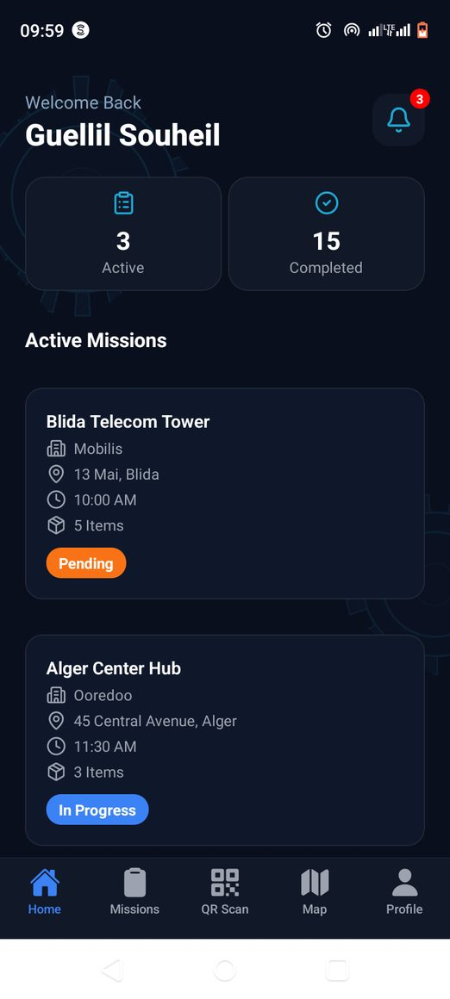 09:59
LTE
Welcome Back
3
Guellil Souheil
3
Active
15
Completed
Active Missions
Blida Telecom Tower
Mobilis
13 Mai, Blida
10:00 AM
5 Items
Pending
Alger Center Hub
Ooredoo
45 Central Avenue, Alger
11:30 AM
3 Items
In Progress
Home
Missions
QR Scan
Map
Profile